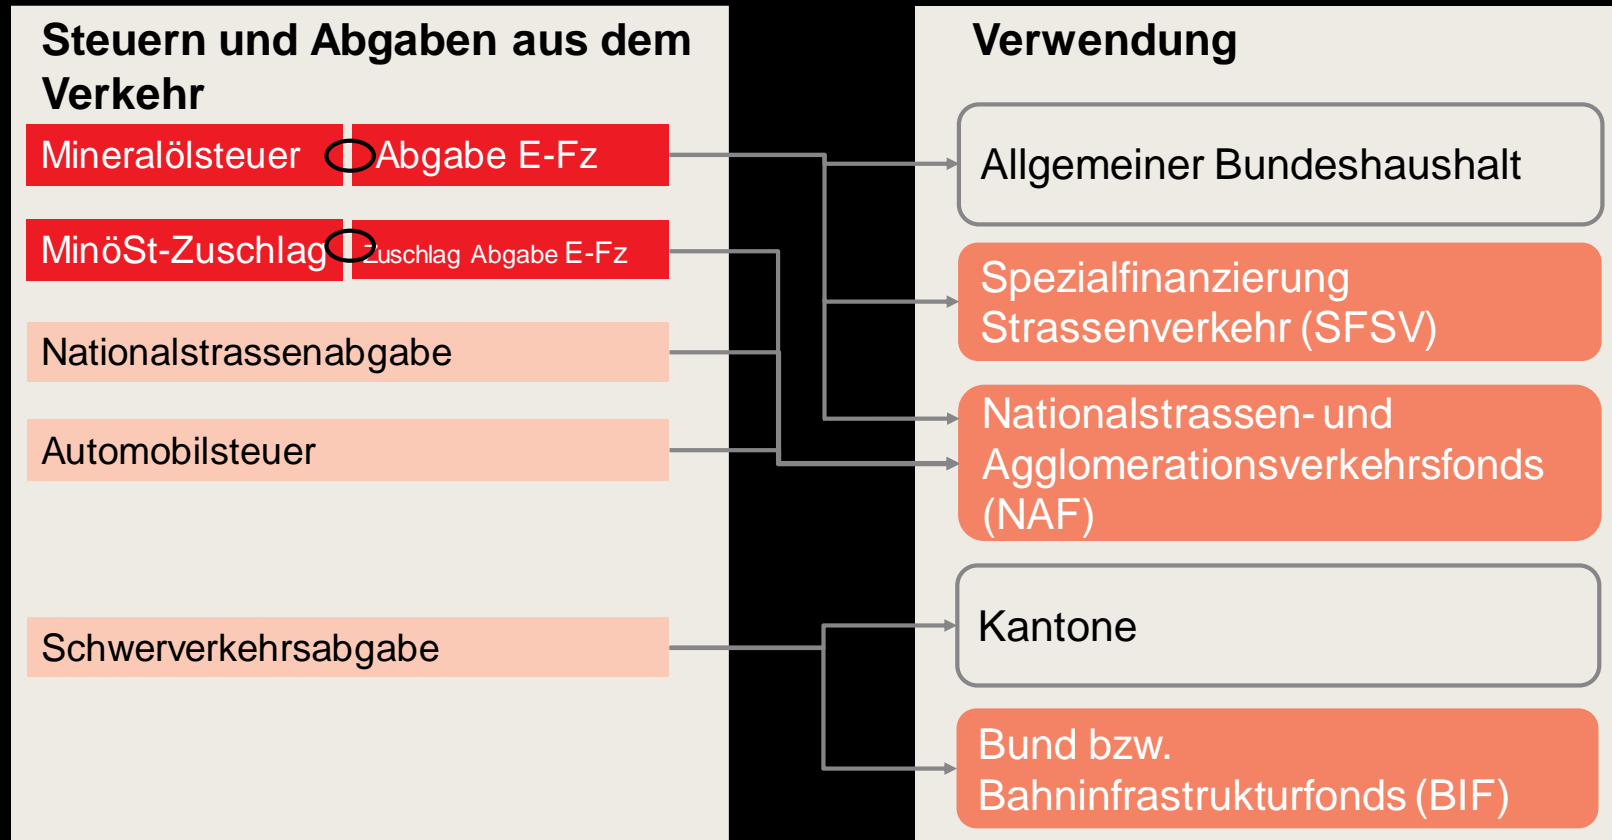 Steuern und Abgaben aus dem
Verkehr
Mineralölsteuer
Abgabe E-Fz
MinöSt-Zuschlag
Zuschlag Abgabe E-Fz
Nationalstrassenabgabe
Automobilsteuer
Schwerverkehrsabgabe
Verwendung
Allgemeiner Bundeshaushalt
Spezialfinanzierung
Strassenverkehr (SFSV)
Nationalstrassen- und
Agglomerationsverkehrsfonds
(NAF)
Kantone
Bund bzw.
Bahninfrastrukturfonds (BIF)